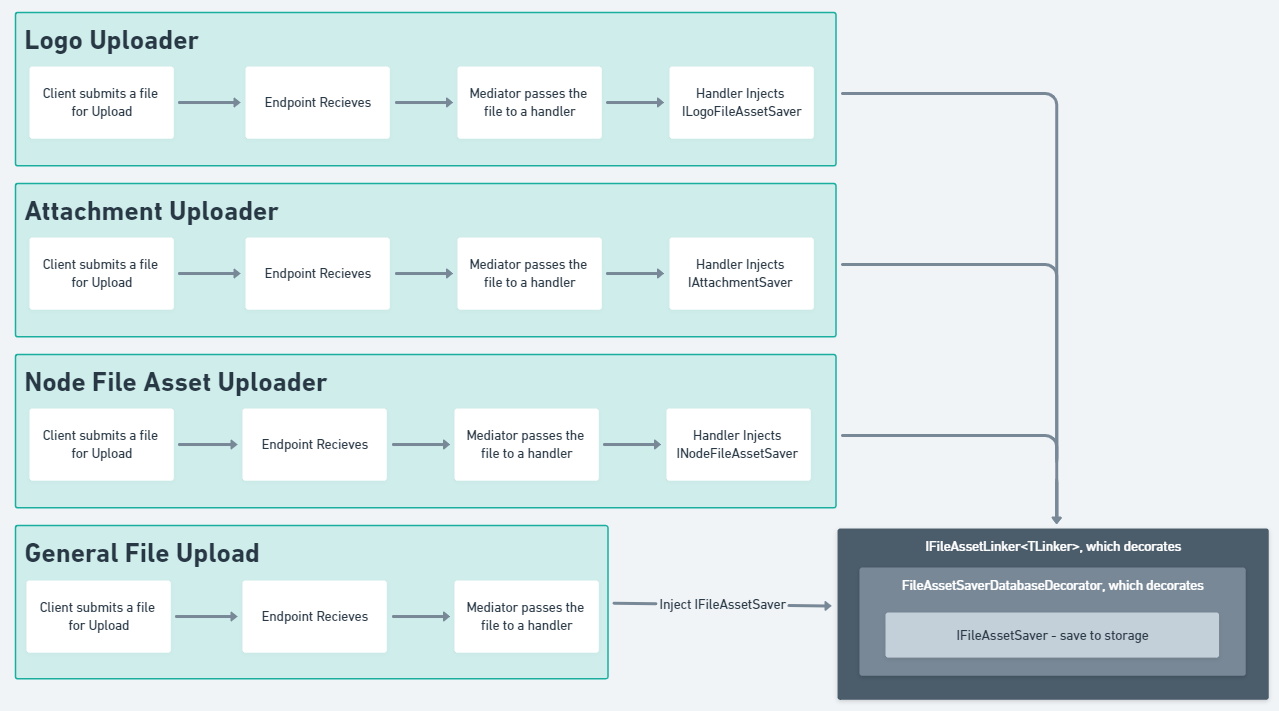 Logo Uploader
Client submits a file
for Upload
Endpoint Recieves
Mediator passes the
file to a handler
Handler Injects
ILogoFileAssetSaver
Attachment Uploader
Client submits a file
for Upload
Endpoint Recieves
Mediator passes the
file to a handler
Handler Injects
IAttachmentSaver
Node File Asset Uploader
Client submits a file
for Upload
Endpoint Recieves
Mediator passes the
file to a handler
Handler Injects
INodeFileAssetSaver
General File Upload
Client submits a file
for Upload
Endpoint Recieves
Mediator passes the
file to a handler
Inject IFileAssetSaver
IFileAssetLinker<TLinker>, which decorates
FileAssetSaverDatabaseDecorator, which decorates
IFileAssetSaver - save to storage